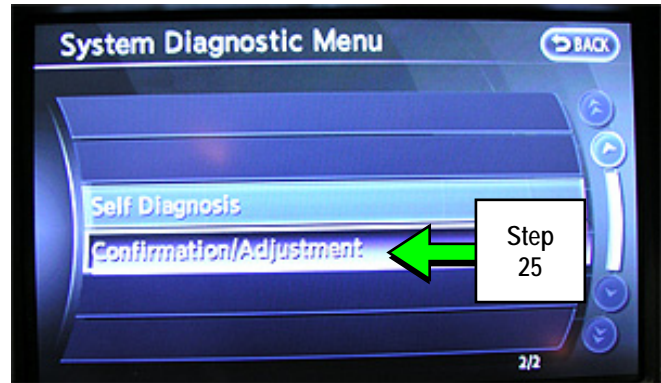 System Diagnostic Menu
BACK
Self Diagnosis
Confirmation/Adjustment
Step
25
2/2